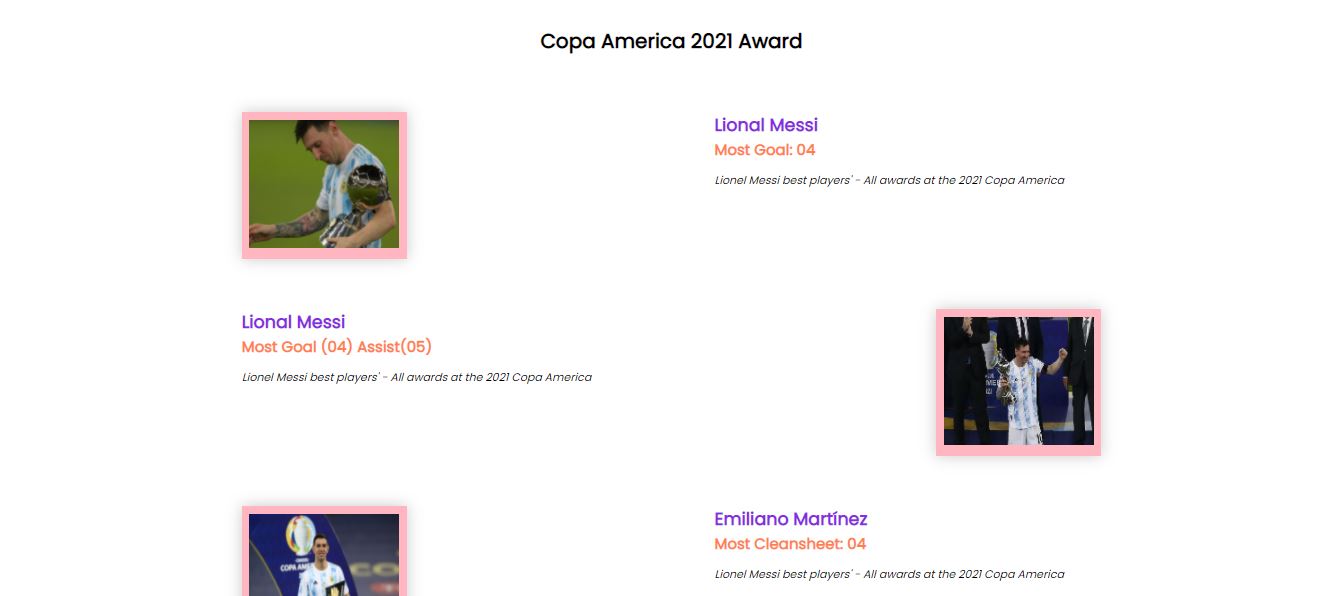 Copa America 2021 Award
Lional Messi
Most Goal: 04
Lionel Messi best players' - All awards at the 2021 Copa America
Lional Messi
Most Goal (04) Assist(05)
Lionel Messi best players' - All awards at the 2021 Copa America
Emiliano Martínez
Most Cleansheet: 04
Lionel Messi best players' - All awards at the 2021 Copa America